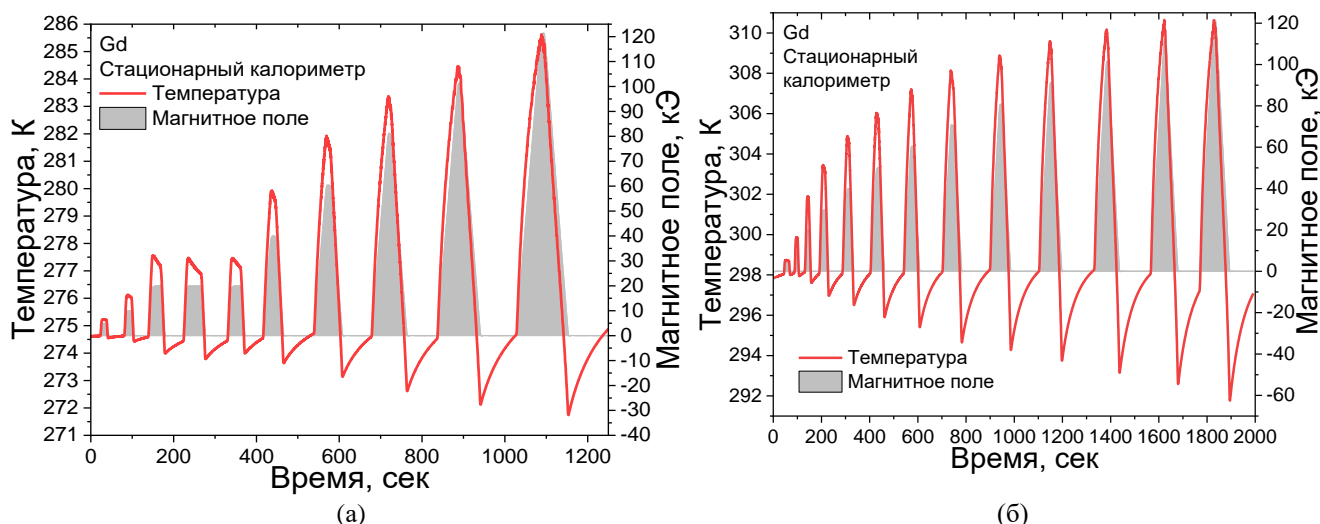 286
285
284
283
282
281
280
279
278
277
276
275
274
273
272
271
Температура, К
Gd
Стационарный калориметр
Температура
Магнитное поле
120
110
100
90
80
70
60
50
40
30
20
10
0
-10
-20
-30
-40
Магнитное поле, кЭ
0 200 400 600 800 1000 1200
Время, сек
(а)
310
308
306
304
302
300
298
296
294
292
Температура, К
Gd
Стационарный
калориметр
Температура
Магнитное поле
120
100
80
60
40
20
0
-20
-40
-60
Магнитное поле, кЭ
0 200 400 600 800 1000 1200 1400 1600 1800 2000
Время, сек
(б)